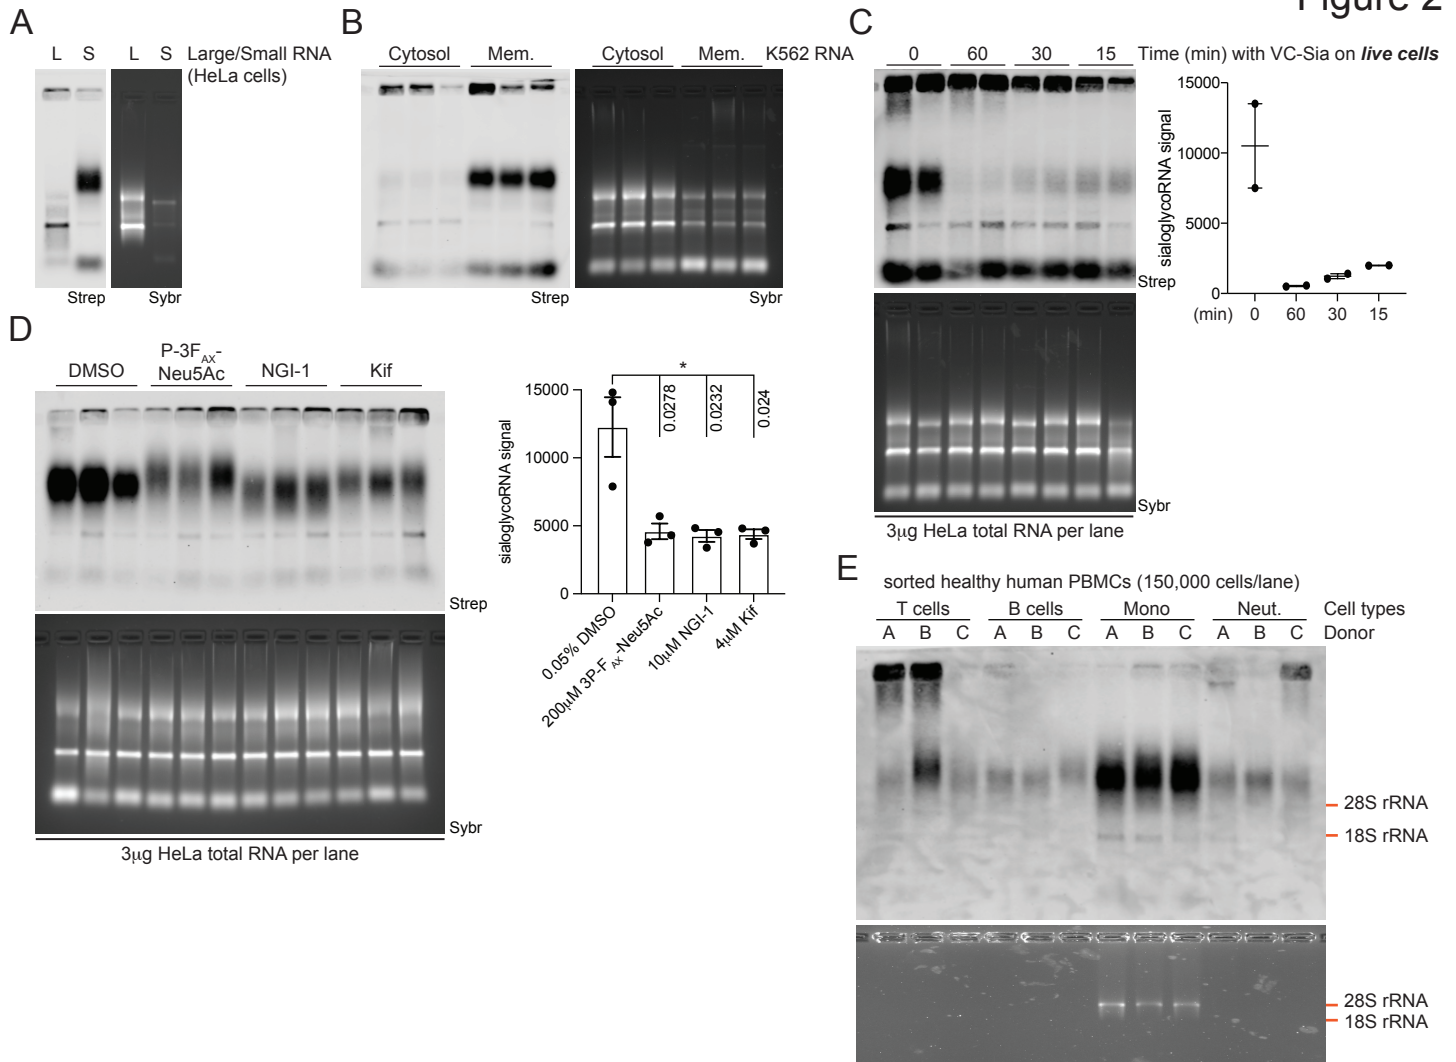 Figure 2
A
L S L S Large/Small RNA
(HeLa cells)
Strep Sybr
B
Cytosol Mem. Cytosol Mem. K562 RNA
Strep Sybr
C
0 60 30 15 Time (min) with VC-Sia on live cells
Strep
Sybr
3μg HeLa total RNA per lane
sialoglycoRNA signal
15000
10000
5000
0
(min) 0 60 30 15
D
DMSO P-3FAX-Neu5Ac NGI-1 Kif
Strep
Sybr
3μg HeLa total RNA per lane
sialoglycoRNA signal
15000
10000
5000
0
*
0.0278
0.0232
0.024
0.05% DMSO
200μM 3P-FAX-Neu5Ac
10μM NGI-1
4μM Kif
E
sorted healthy human PBMCs (150,000 cells/lane)
T cells B cells Mono Neut. Cell types
A B C A B C A B C A B C Donor
28S rRNA
18S rRNA
28S rRNA
18S rRNA